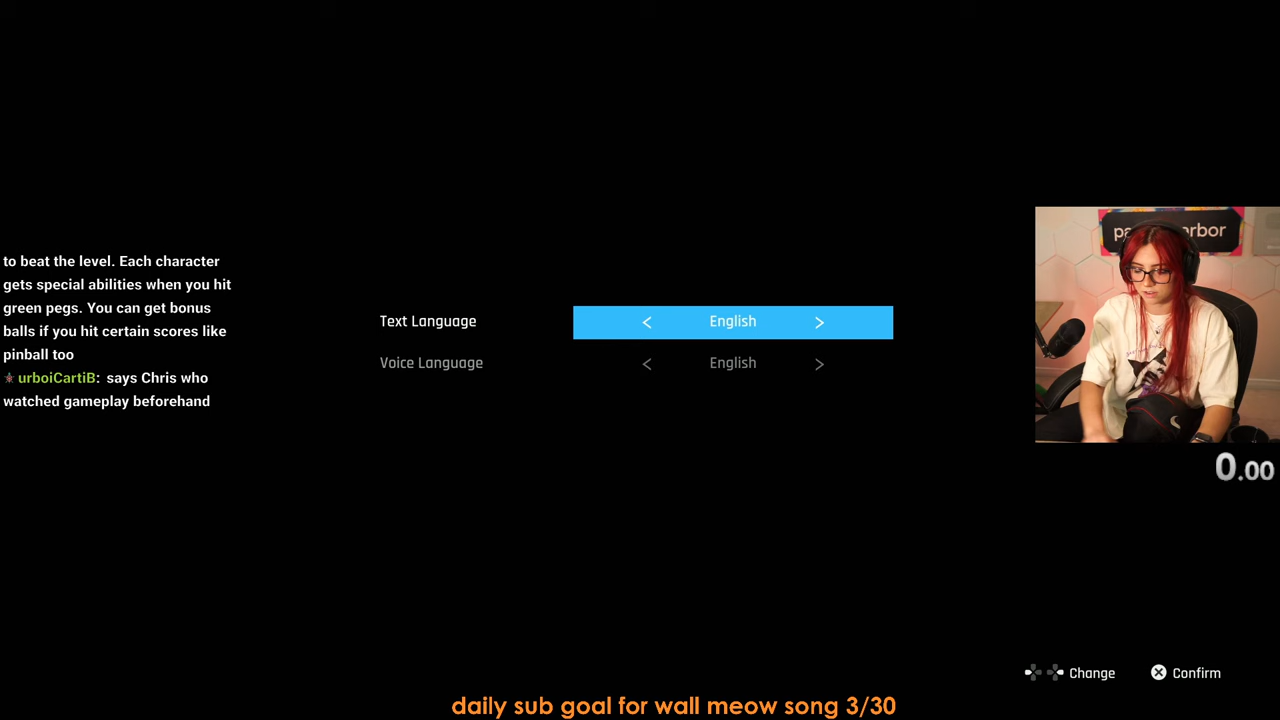 to beat the level. Each character
gets special abilities when you hit
green pegs. You can get bonus
balls if you hit certain scores like
pinball too
urboiCartiB: says Chris who
watched gameplay beforehand
Text Language < English >
Voice Language < English >
0.00
Change
Confirm
daily sub goal for wall meow song 3/30